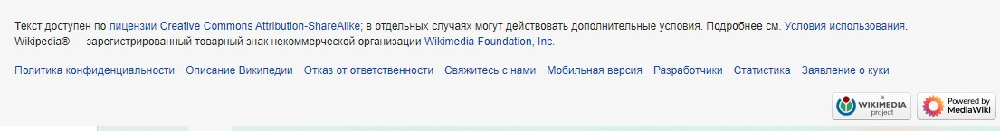 Текст доступен по лицензии Creative Commons Attribution-ShareAlike; в отдельных случаях могут действовать дополнительные условия. Подробнее см. Условия использования.
Wikipedia® — зарегистрированный товарный знак некоммерческой организации Wikimedia Foundation, Inc.
Политика конфиденциальности Описание Википедии Отказ от ответственности Свяжитесь с нами Мобильная версия Разработчики Статистика Заявление о куки
a
WIKIMEDIA
project
Powered by
MediaWiki